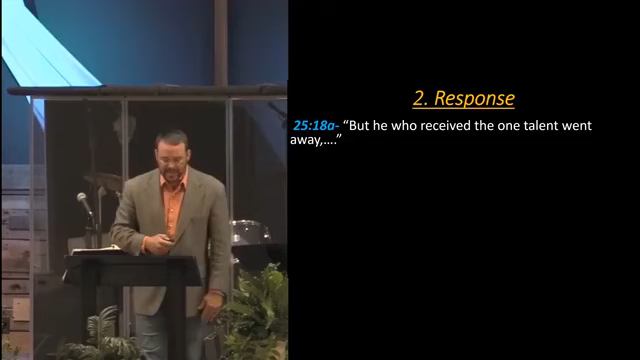 2. Response
25:18a- “But he who received the one talent went
away,....”